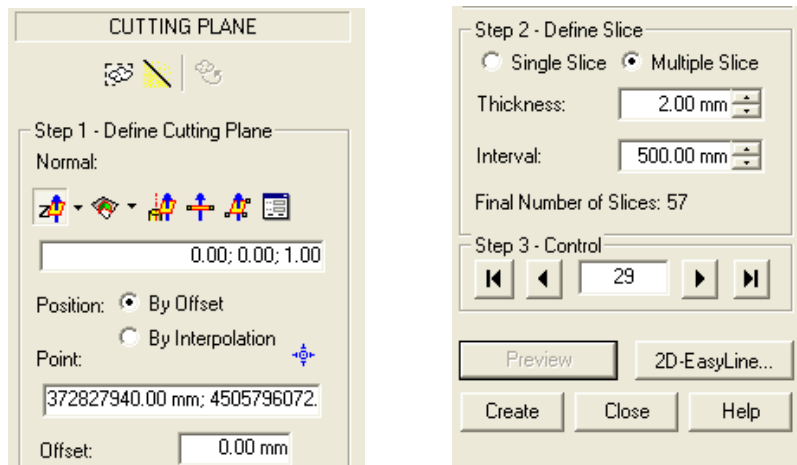 CUTTING PLANE
Step 1 - Define Cutting Plane
Normal:
Z
0.00; 0.00; 1.00
Position: By Offset
By Interpolation
Point:
372827940.00 mm; 4505796072.
Offset: 0.00 mm
Step 2 - Define Slice
Single Slice Multiple Slice
Thickness: 2.00 mm
Interval: 500.00 mm
Final Number of Slices: 57
Step 3 - Control
29
Preview 2D-EasyLine...
Create Close Help